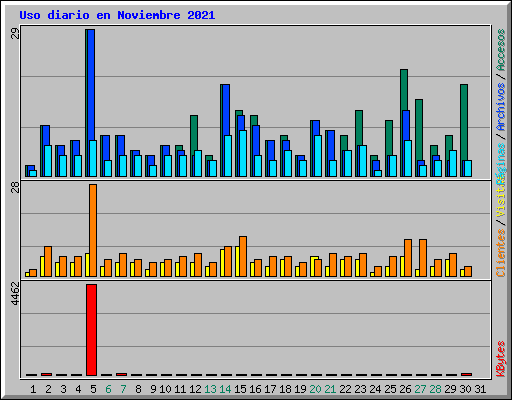 Uso diario en Noviembre 2021
29
28
4462
Clientes / Visitas
Páginas / Archivos / Accesos
KBytes
1 2 3 4 5 6 7 8 9 10 11 12 13 14 15 16 17 18 19 20 21 22 23 24 25 26 27 28 29 30 31